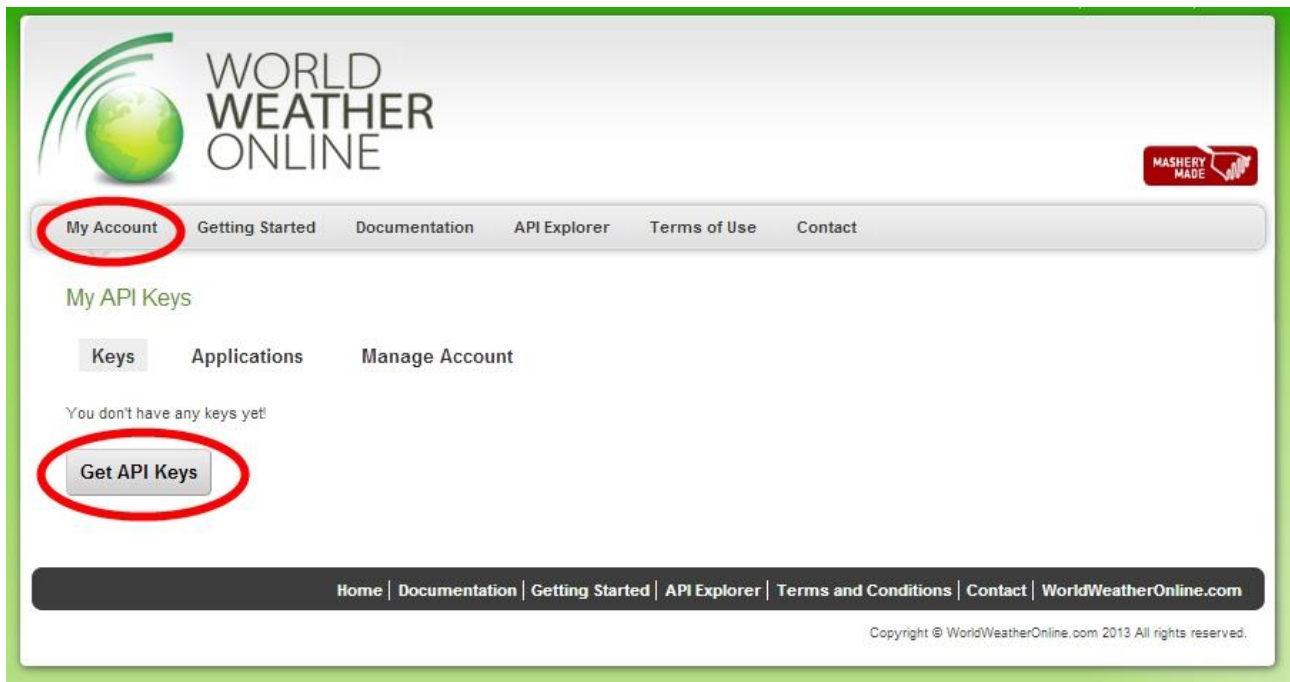 WORLD
WEATHER
ONLINE
MASHERY
MADE
My Account Getting Started Documentation API Explorer Terms of Use Contact
My API Keys
Keys Applications Manage Account
You don't have any keys yet!
Get API Keys
Home | Documentation | Getting Started | API Explorer | Terms and Conditions | Contact | WorldWeatherOnline.com
Copyright © WorldWeatherOnline.com 2013 All rights reserved.